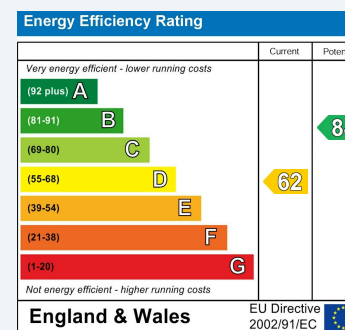 Energy Efficiency Rating
Current
Very energy efficient - lower running costs
(92 plus) A
(81-91) B
(69-80) C
(55-68) D
62
(39-54) E
(21-38) F
(1-20) G
Not energy efficient - higher running costs
England & Wales
EU Directive
2002/91/EC